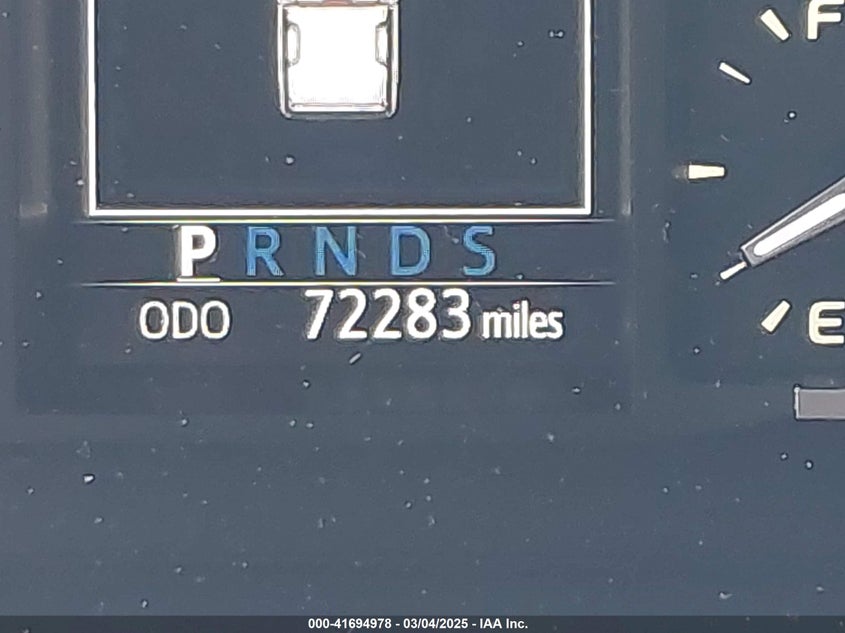 F
P R N D S
ODO 72283 miles
E
000-41694978 - 03/04/2025 - IAA Inc.